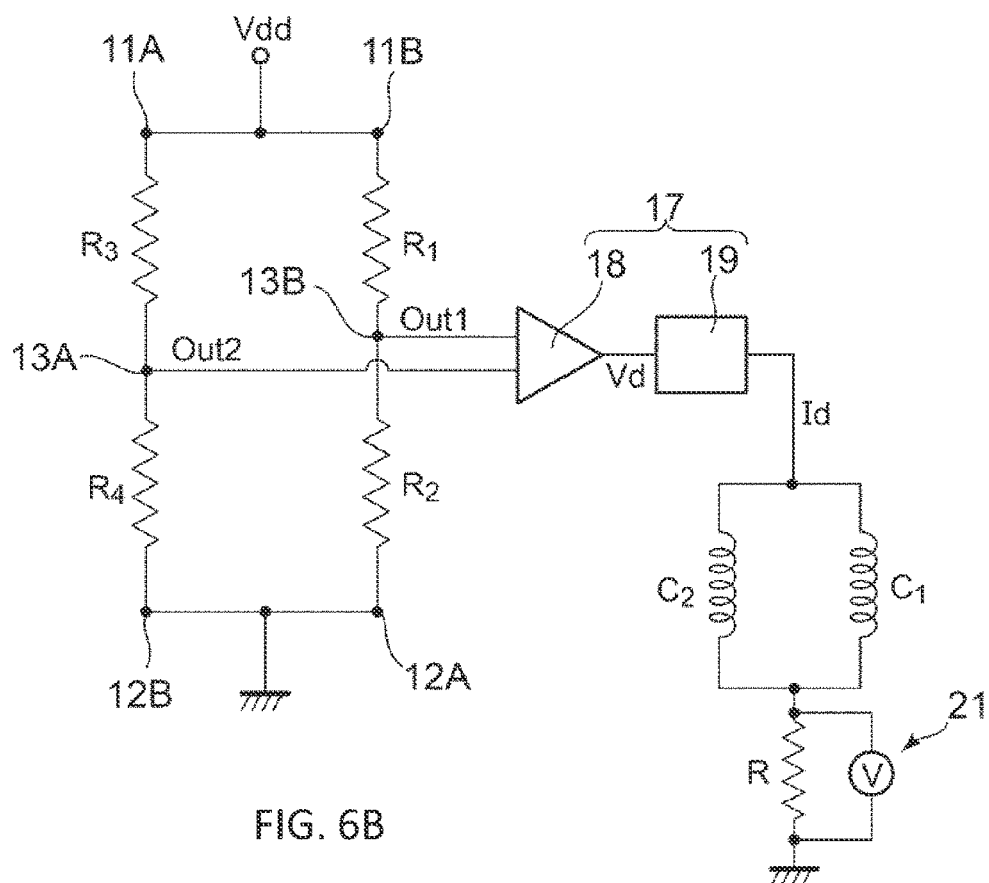 Vdd
11A
11B
17
R3
R1
18
19
13B
Out1
13A
Out2
Vd
Id
R4
R2
C2
C1
12B
12A
21
R
V
FIG. 6B